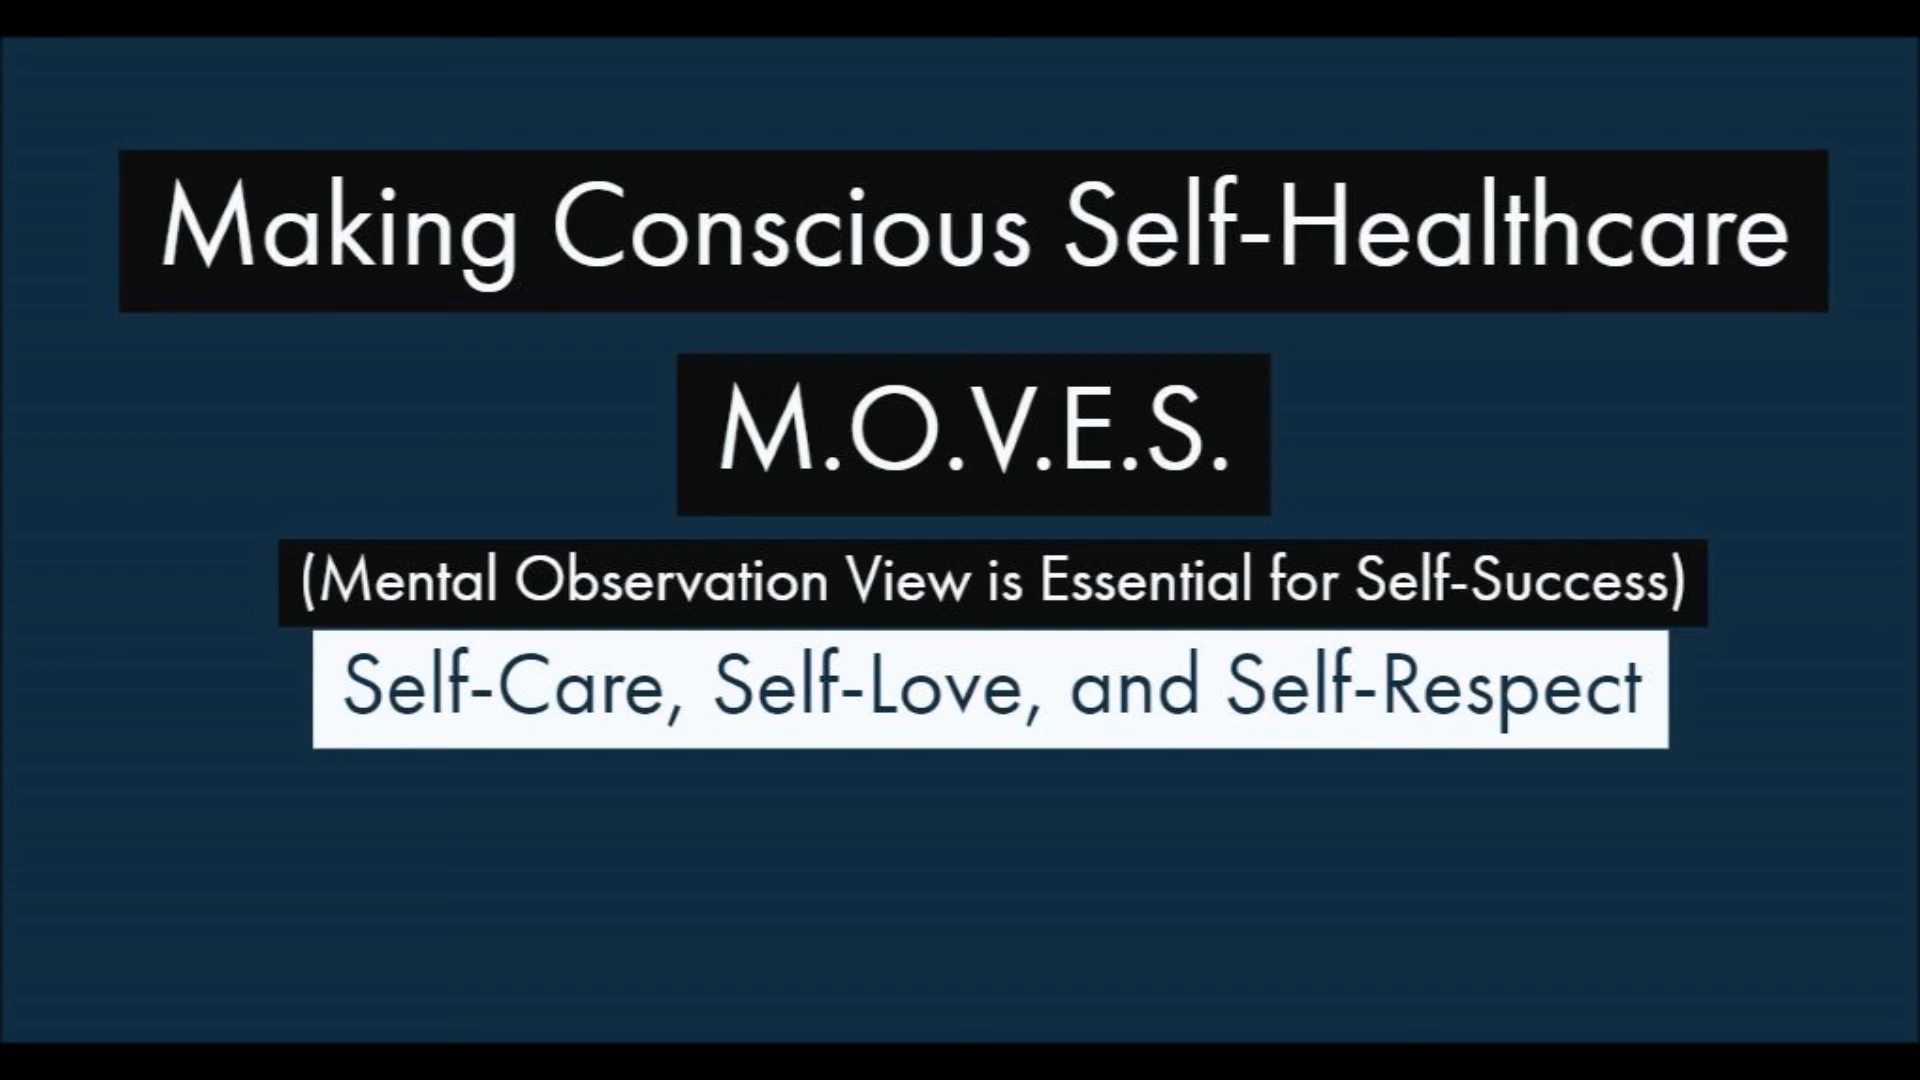 Making Conscious Self-Healthcare
M.O.V.E.S.
(Mental Observation View is Essential for Self-Success)
Self-Care, Self-Love, and Self-Respect